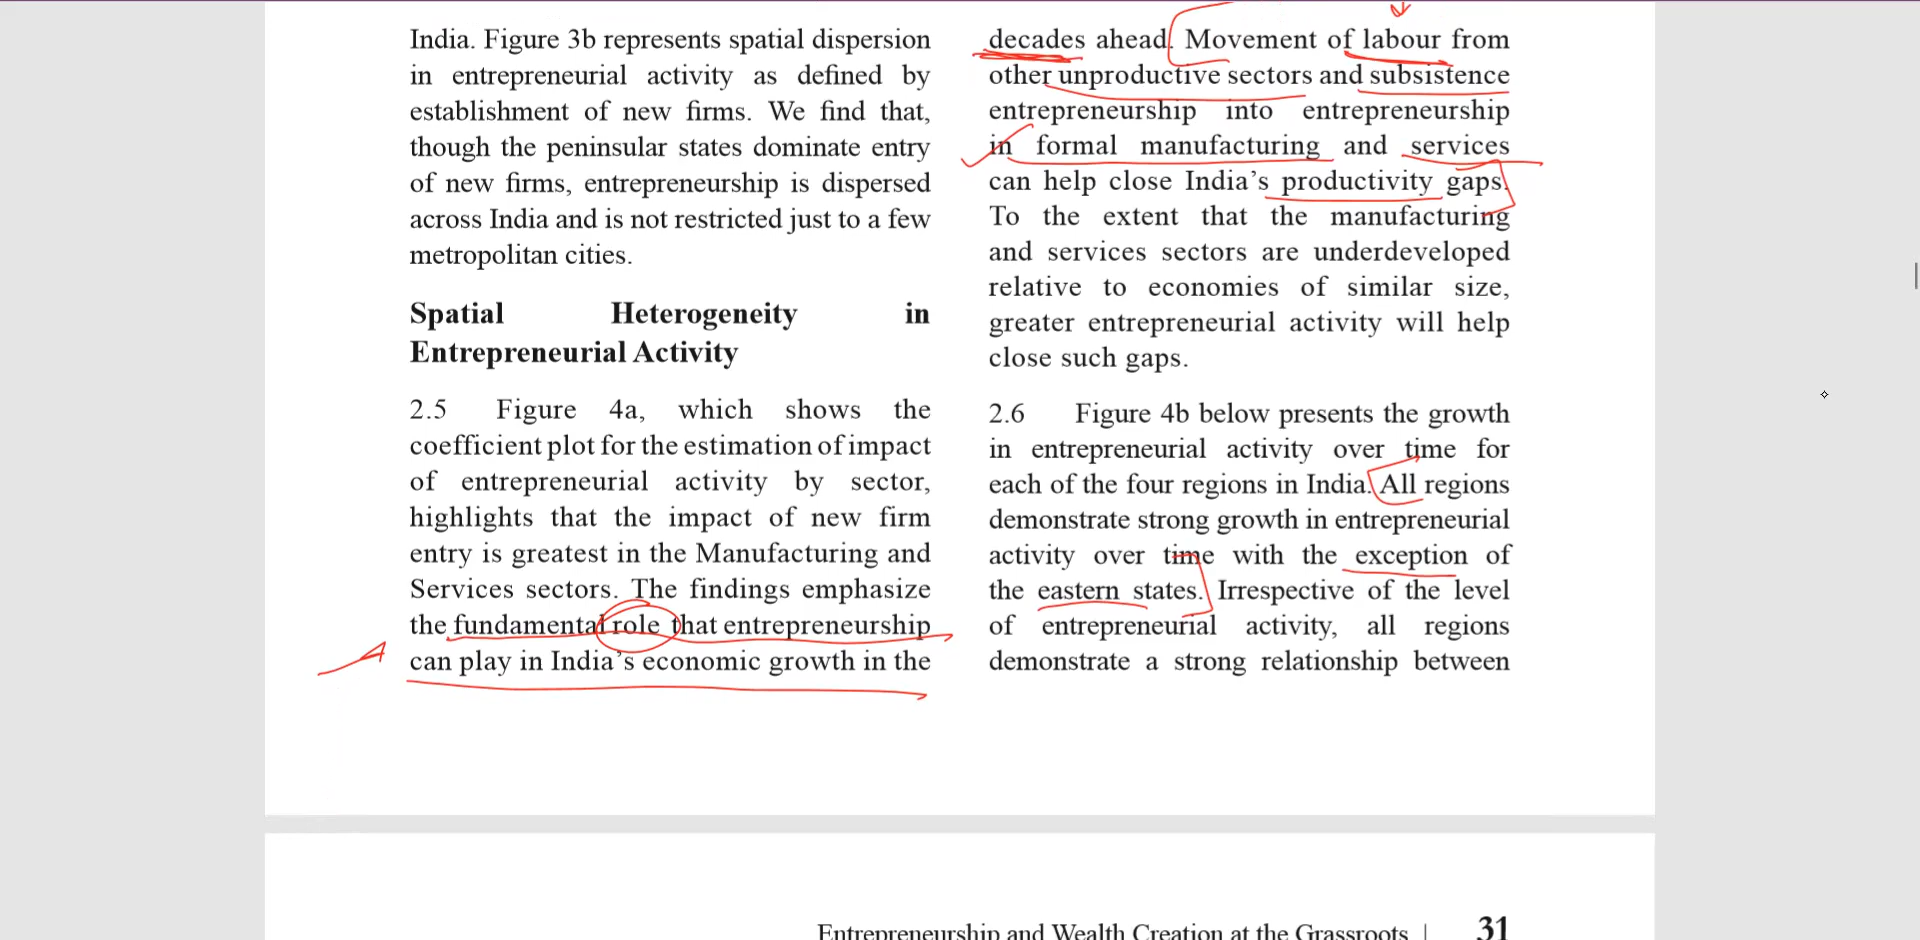 India. Figure 3b represents spatial dispersion
in entrepreneurial activity as defined by
establishment of new firms. We find that,
though the peninsular states dominate entry
of new firms, entrepreneurship is dispersed
across India and is not restricted just to a few
metropolitan cities.
Spatial Heterogeneity in
Entrepreneurial Activity
2.5 Figure 4a, which shows the
coefficient plot for the estimation of impact
of entrepreneurial activity by sector,
highlights that the impact of new firm
entry is greatest in the Manufacturing and
Services sectors. The findings emphasize
the fundamental role that entrepreneurship
can play in India's economic growth in the
decades ahead. Movement of labour from
other unproductive sectors and subsistence
entrepreneurship into entrepreneurship
in formal manufacturing and services
can help close India's productivity gaps.
To the extent that the manufacturing
and services sectors are underdeveloped
relative to economies of similar size,
greater entrepreneurial activity will help
close such gaps.
2.6 Figure 4b below presents the growth
in entrepreneurial activity over time for
each of the four regions in India. All regions
demonstrate strong growth in entrepreneurial
activity over time with the exception of
the eastern states. Irrespective of the level
of entrepreneurial activity, all regions
demonstrate a strong relationship between
Entrepreneurship and Wealth Creation at the Grassroots | 31